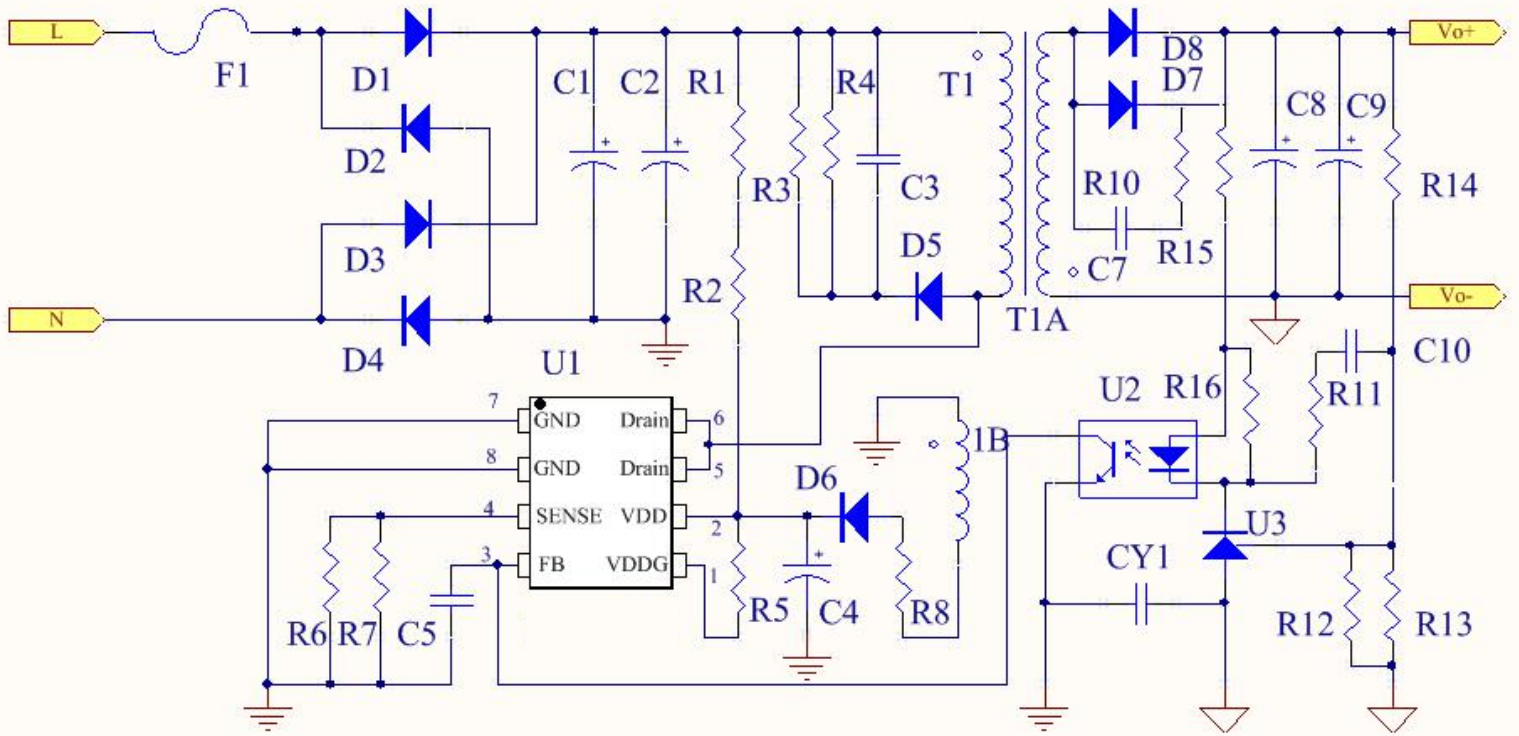 L
F1
D1
D2
D3
D4
N
C1
+
C2
+
R1
R3
R4
C3
R2
D5
T1
T1A
D8
D7
R10
C7
R15
C8
+
C9
+
R14
Vo+
Vo-
U1
7
GND
Drain
6
8
GND
Drain
5
4
SENSE
VDD
2
3
FB
VDDG
1
R6
R7
C5
R5
+
C4
D6
R8
1B
U2
R16
R11
C10
U3
CY1
R12
R13